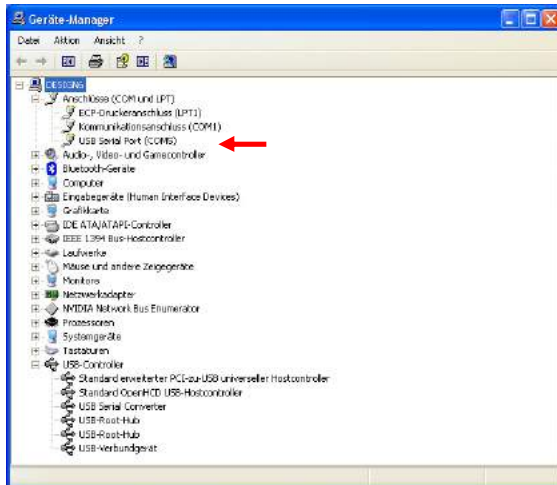 Geräte-Manager
Datei Aktion Ansicht ?
DESIGN6
Anschlüsse (COM und LPT)
ECP-Druckeranschluss (LPT1)
Kommunikationsanschluss (COM1)
USB Serial Port (COM5)
Audio-, Video- und Gamecontroller
Bluetooth-Geräte
Computer
Eingabegeräte (Human Interface Devices)
Grafikkarte
IDE ATA/ATAPI-Controller
IEEE 1394 Bus-Hostcontroller
Laufwerke
Mäuse und andere Zeigegeräte
Monitore
Netzwerkadapter
NVIDIA Network Bus Enumerator
Prozessoren
Systemgeräte
Tastaturen
USB-Controller
Standard erweiterter PCI-zu-USB universeller Hostcontroller
Standard OpenHCD USB-Hostcontroller
USB Serial Converter
USB-Root-Hub
USB-Root-Hub
USB-Verbundgerät